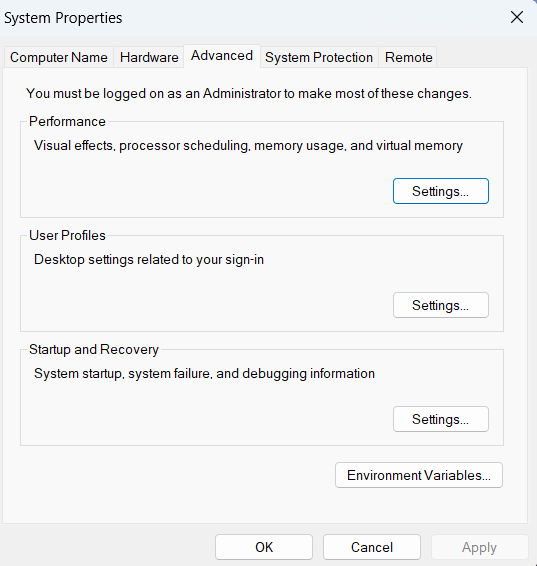 System Properties
Computer Name Hardware Advanced System Protection Remote
You must be logged on as an Administrator to make most of these changes.
Performance
Visual effects, processor scheduling, memory usage, and virtual memory
Settings...
User Profiles
Desktop settings related to your sign-in
Settings...
Startup and Recovery
System startup, system failure, and debugging information
Settings...
Environment Variables...
OK Cancel Apply